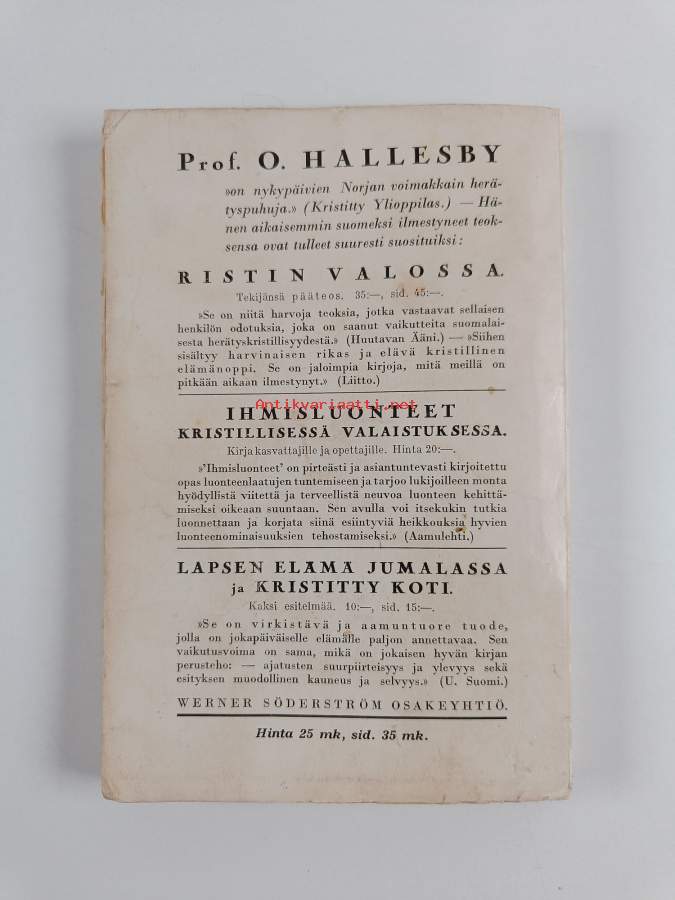 Prof. O. HALLESBY
»on nykypäivien Norjan voimakkain herä-
tyspuhuja.» (Kristitty Ylioppilas.) — Hä-
nen aikaisemmin suomeksi ilmestyneet teok-
sensa ovat tulleet suuresti suosituiksi:
RISTIN VALOSSA.
Tekijänsä pääteos. 35:—, sid. 45:—.
»Se on niitä harvoja teoksia, jotka vastaavat sellaisen
henkilön odotuksia, joka on saanut vaikutteita suomalai-
sesta herätyskristillisyydestä.» (Huutavan Ääni.) — »Siihen
sisältyy harvinaisen rikas ja elävä kristillinen
elämänoppi. Se on jaloimpia kirjoja, mitä meillä on
pitkään aikaan ilmestynyt.» (Liitto.)
Antikvariaatti.net
IHMISLUONTEET
KRISTILLISESSÄ VALAISTUKSESSA.
Kirja kasvattajille ja opettajille. Hinta 20:—.
»'Ihmisluonteet' on pirteästi ja asiantuntevasti kirjoitettu
opas luonteenlaatujen tuntemiseen ja tarjoo lukijoilleen monta
hyödyllistä viitettä ja terveellistä neuvoa luonteen kehittä-
miseksi oikeaan suuntaan. Sen avulla voi itsekukin tutkia
luonnettaan ja korjata siinä esiintyviä heikkouksia hyvien
luonteenominaisuuksien tehostamiseksi.» (Aamulehti.)
LAPSEN ELÄMÄ JUMALASSA
ja KRISTITTY KOTI.
Kaksi esitelmää. 10:—, sid. 15:—.
»Se on virkistävä ja aamuntuore tuode,
jolla on jokapäiväiselle elämälle paljon annettavaa. Sen
vaikutusvoima on sama, mikä on jokaisen hyvän kirjan
perusteho: — ajatusten suurpiirteisyys ja ylevyys sekä
esityksen muodollinen kauneus ja selvyys.» (U. Suomi.)
WERNER SÖDERSTRÖM OSAKEYHTIÖ.
Hinta 25 mk, sid. 35 mk.